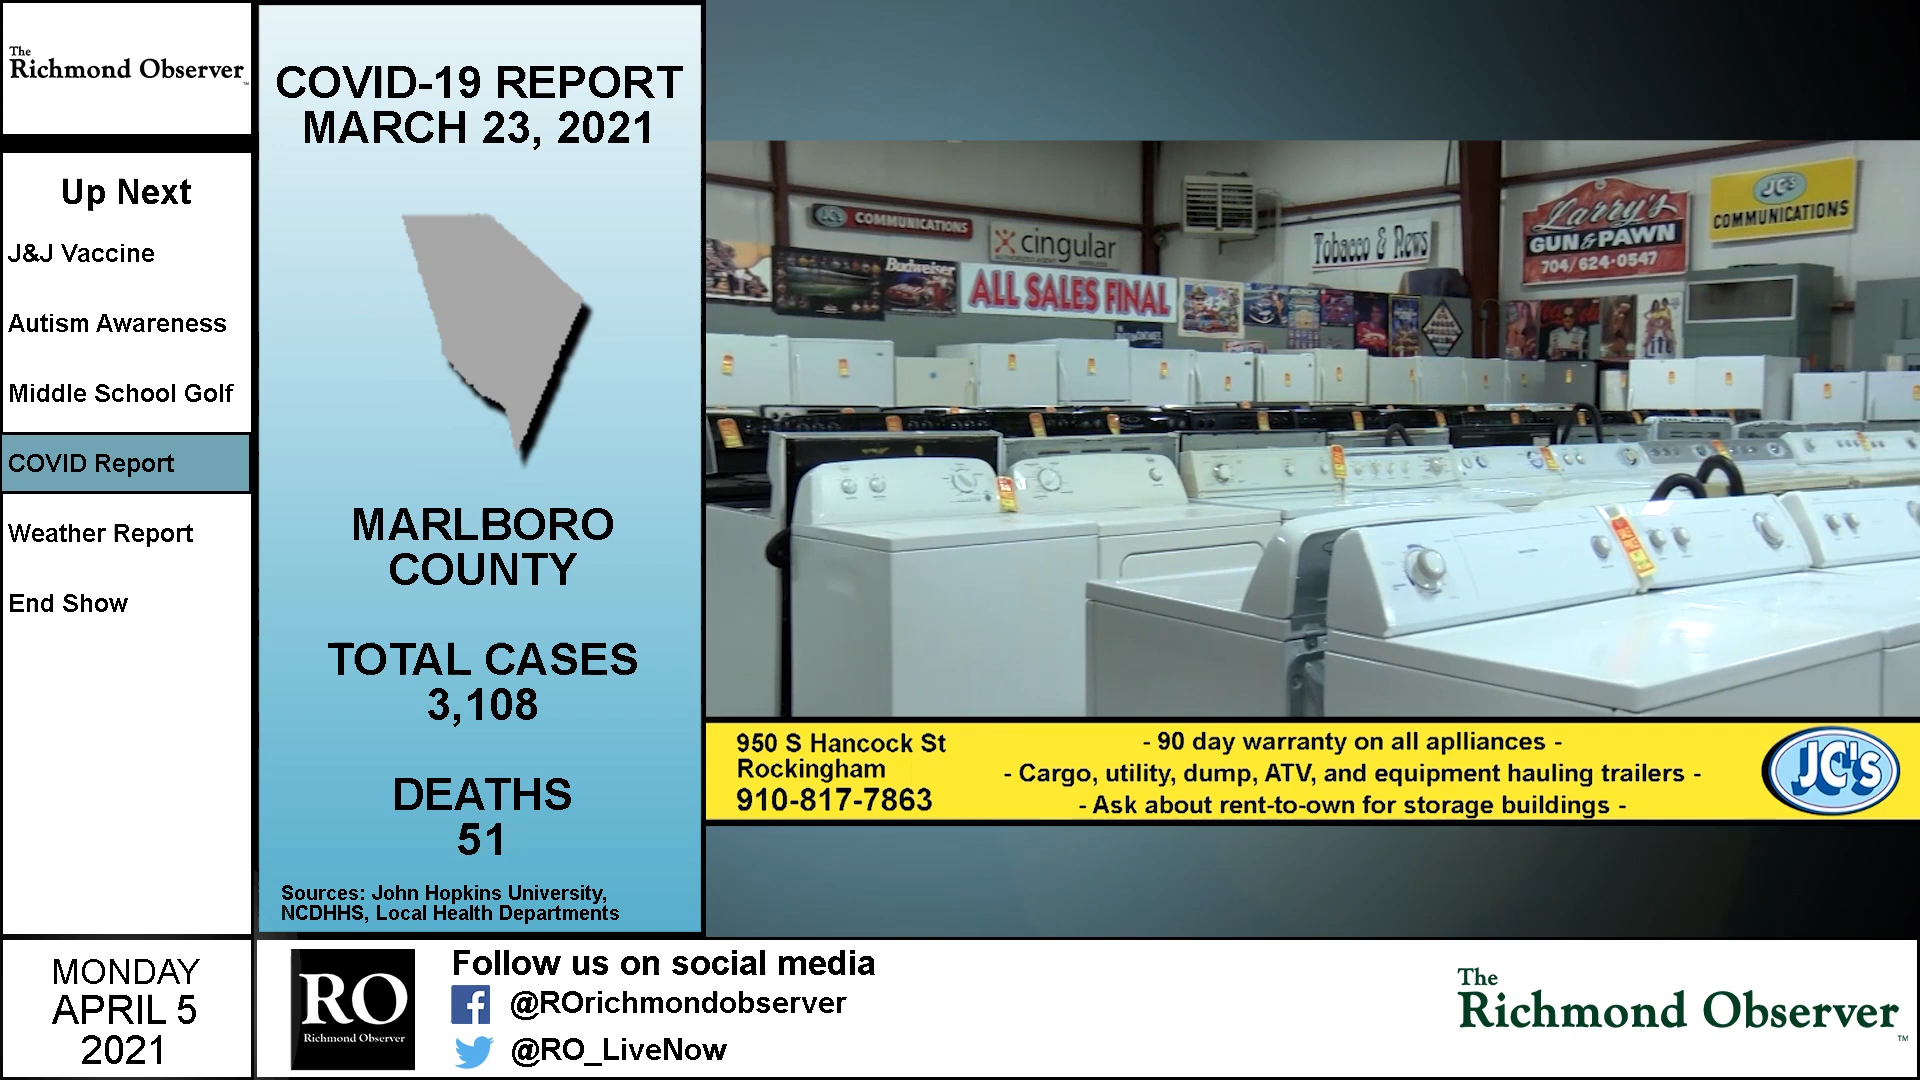 The
Richmond Observer
Up Next
J&J Vaccine
Autism Awareness
Middle School Golf
COVID Report
Weather Report
End Show
MONDAY
APRIL 5
2021
COVID-19 REPORT
MARCH 23, 2021
MARLBORO
COUNTY
TOTAL CASES
3,108
DEATHS
51
Sources: John Hopkins University,
NCDHHS, Local Health Departments
JC's COMMUNICATIONS
cingular
Budweiser
ALL SALES FINAL
Tobacco & News
Larry's
GUN & PAWN
704/624-0547
JC's
COMMUNICATIONS
950 S Hancock St
Rockingham
910-817-7863
- 90 day warranty on all aplliances -
- Cargo, utility, dump, ATV, and equipment hauling trailers -
- Ask about rent-to-own for storage buildings -
JC's
RO
Richmond Observer
Follow us on social media
@ROrichmondobserver
@RO_LiveNow
The
Richmond Observer
TM